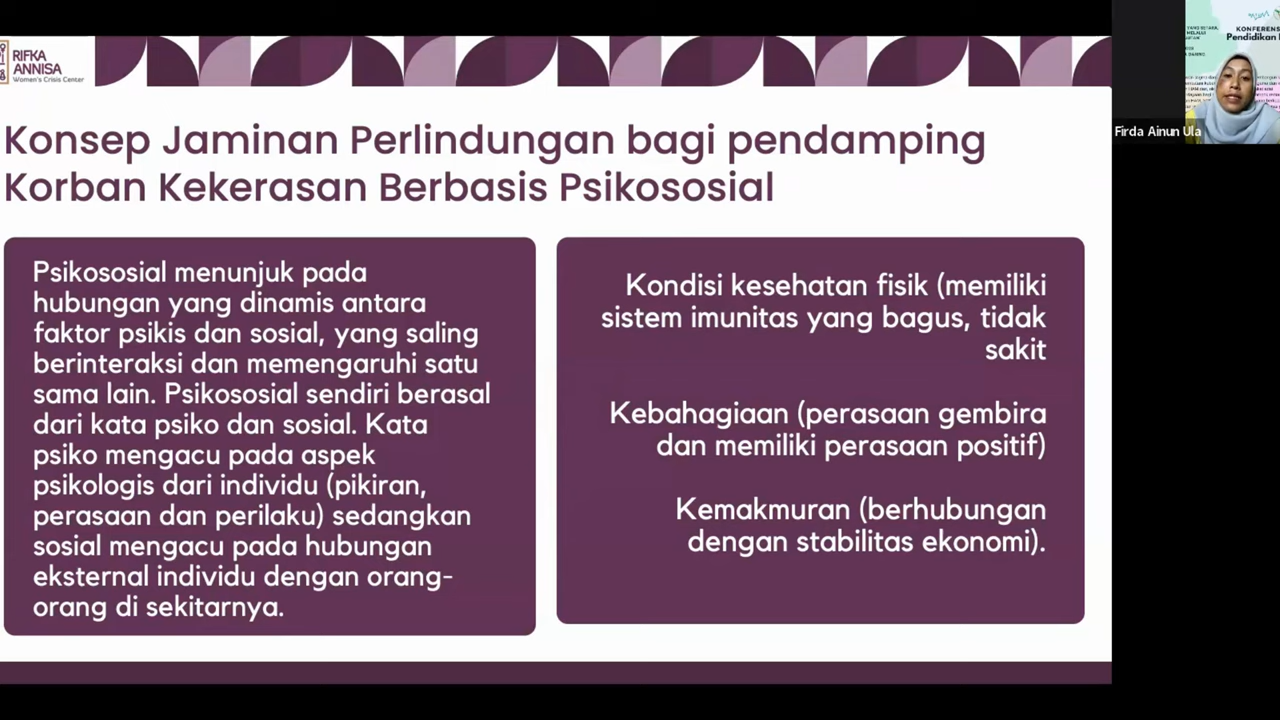 RIFKA
ANNISA
Women's Crisis Center
Konsep Jaminan Perlindungan bagi pendamping
Korban Kekerasan Berbasis Psikososial
Psikososial menunjuk pada
hubungan yang dinamis antara
faktor psikis dan sosial, yang saling
berinteraksi dan memengaruhi satu
sama lain. Psikososial sendiri berasal
dari kata psiko dan sosial. Kata
psiko mengacu pada aspek
psikologis dari individu (pikiran,
perasaan dan perilaku) sedangkan
sosial mengacu pada hubungan
eksternal individu dengan orang-
orang di sekitarnya.
Kondisi kesehatan fisik (memiliki
sistem imunitas yang bagus, tidak
sakit
Kebahagiaan (perasaan gembira
dan memiliki perasaan positif)
Kemakmuran (berhubungan
dengan stabilitas ekonomi).
KONFERENS
Pendidikan
Firda Ainun Ula